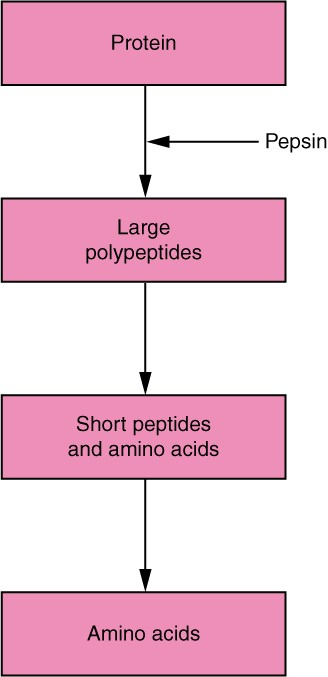 Protein
Pepsin
Large
polypeptides
Short peptides
and amino acids
Amino acids